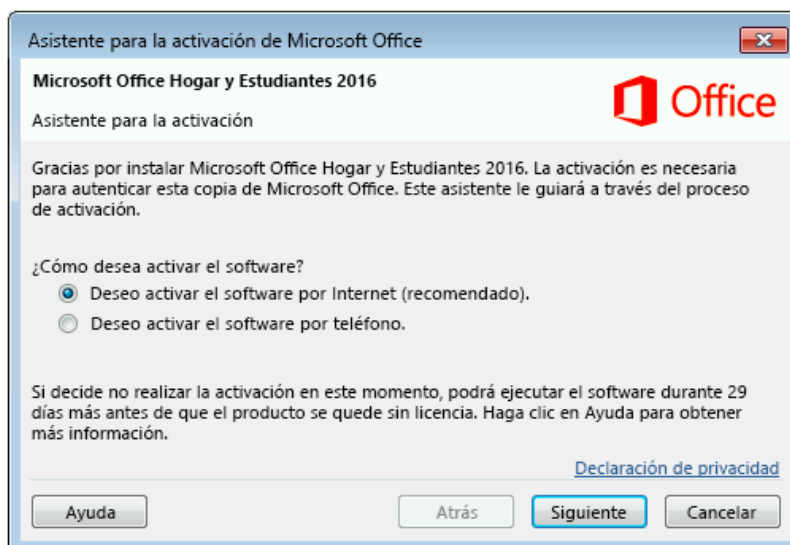 Asistente para la activación de Microsoft Office
Microsoft Office Hogar y Estudiantes 2016
Office
Asistente para la activación
Gracias por instalar Microsoft Office Hogar y Estudiantes 2016. La activación es necesaria
para autenticar esta copia de Microsoft Office. Este asistente le guiará a través del proceso
de activación.
¿Cómo desea activar el software?
Deseo activar el software por Internet (recomendado).
Deseo activar el software por teléfono.
Si decide no realizar la activación en este momento, podrá ejecutar el software durante 29
días más antes de que el producto se quede sin licencia. Haga clic en Ayuda para obtener
más información.
Declaración de privacidad
Ayuda Atrás Siguiente Cancelar